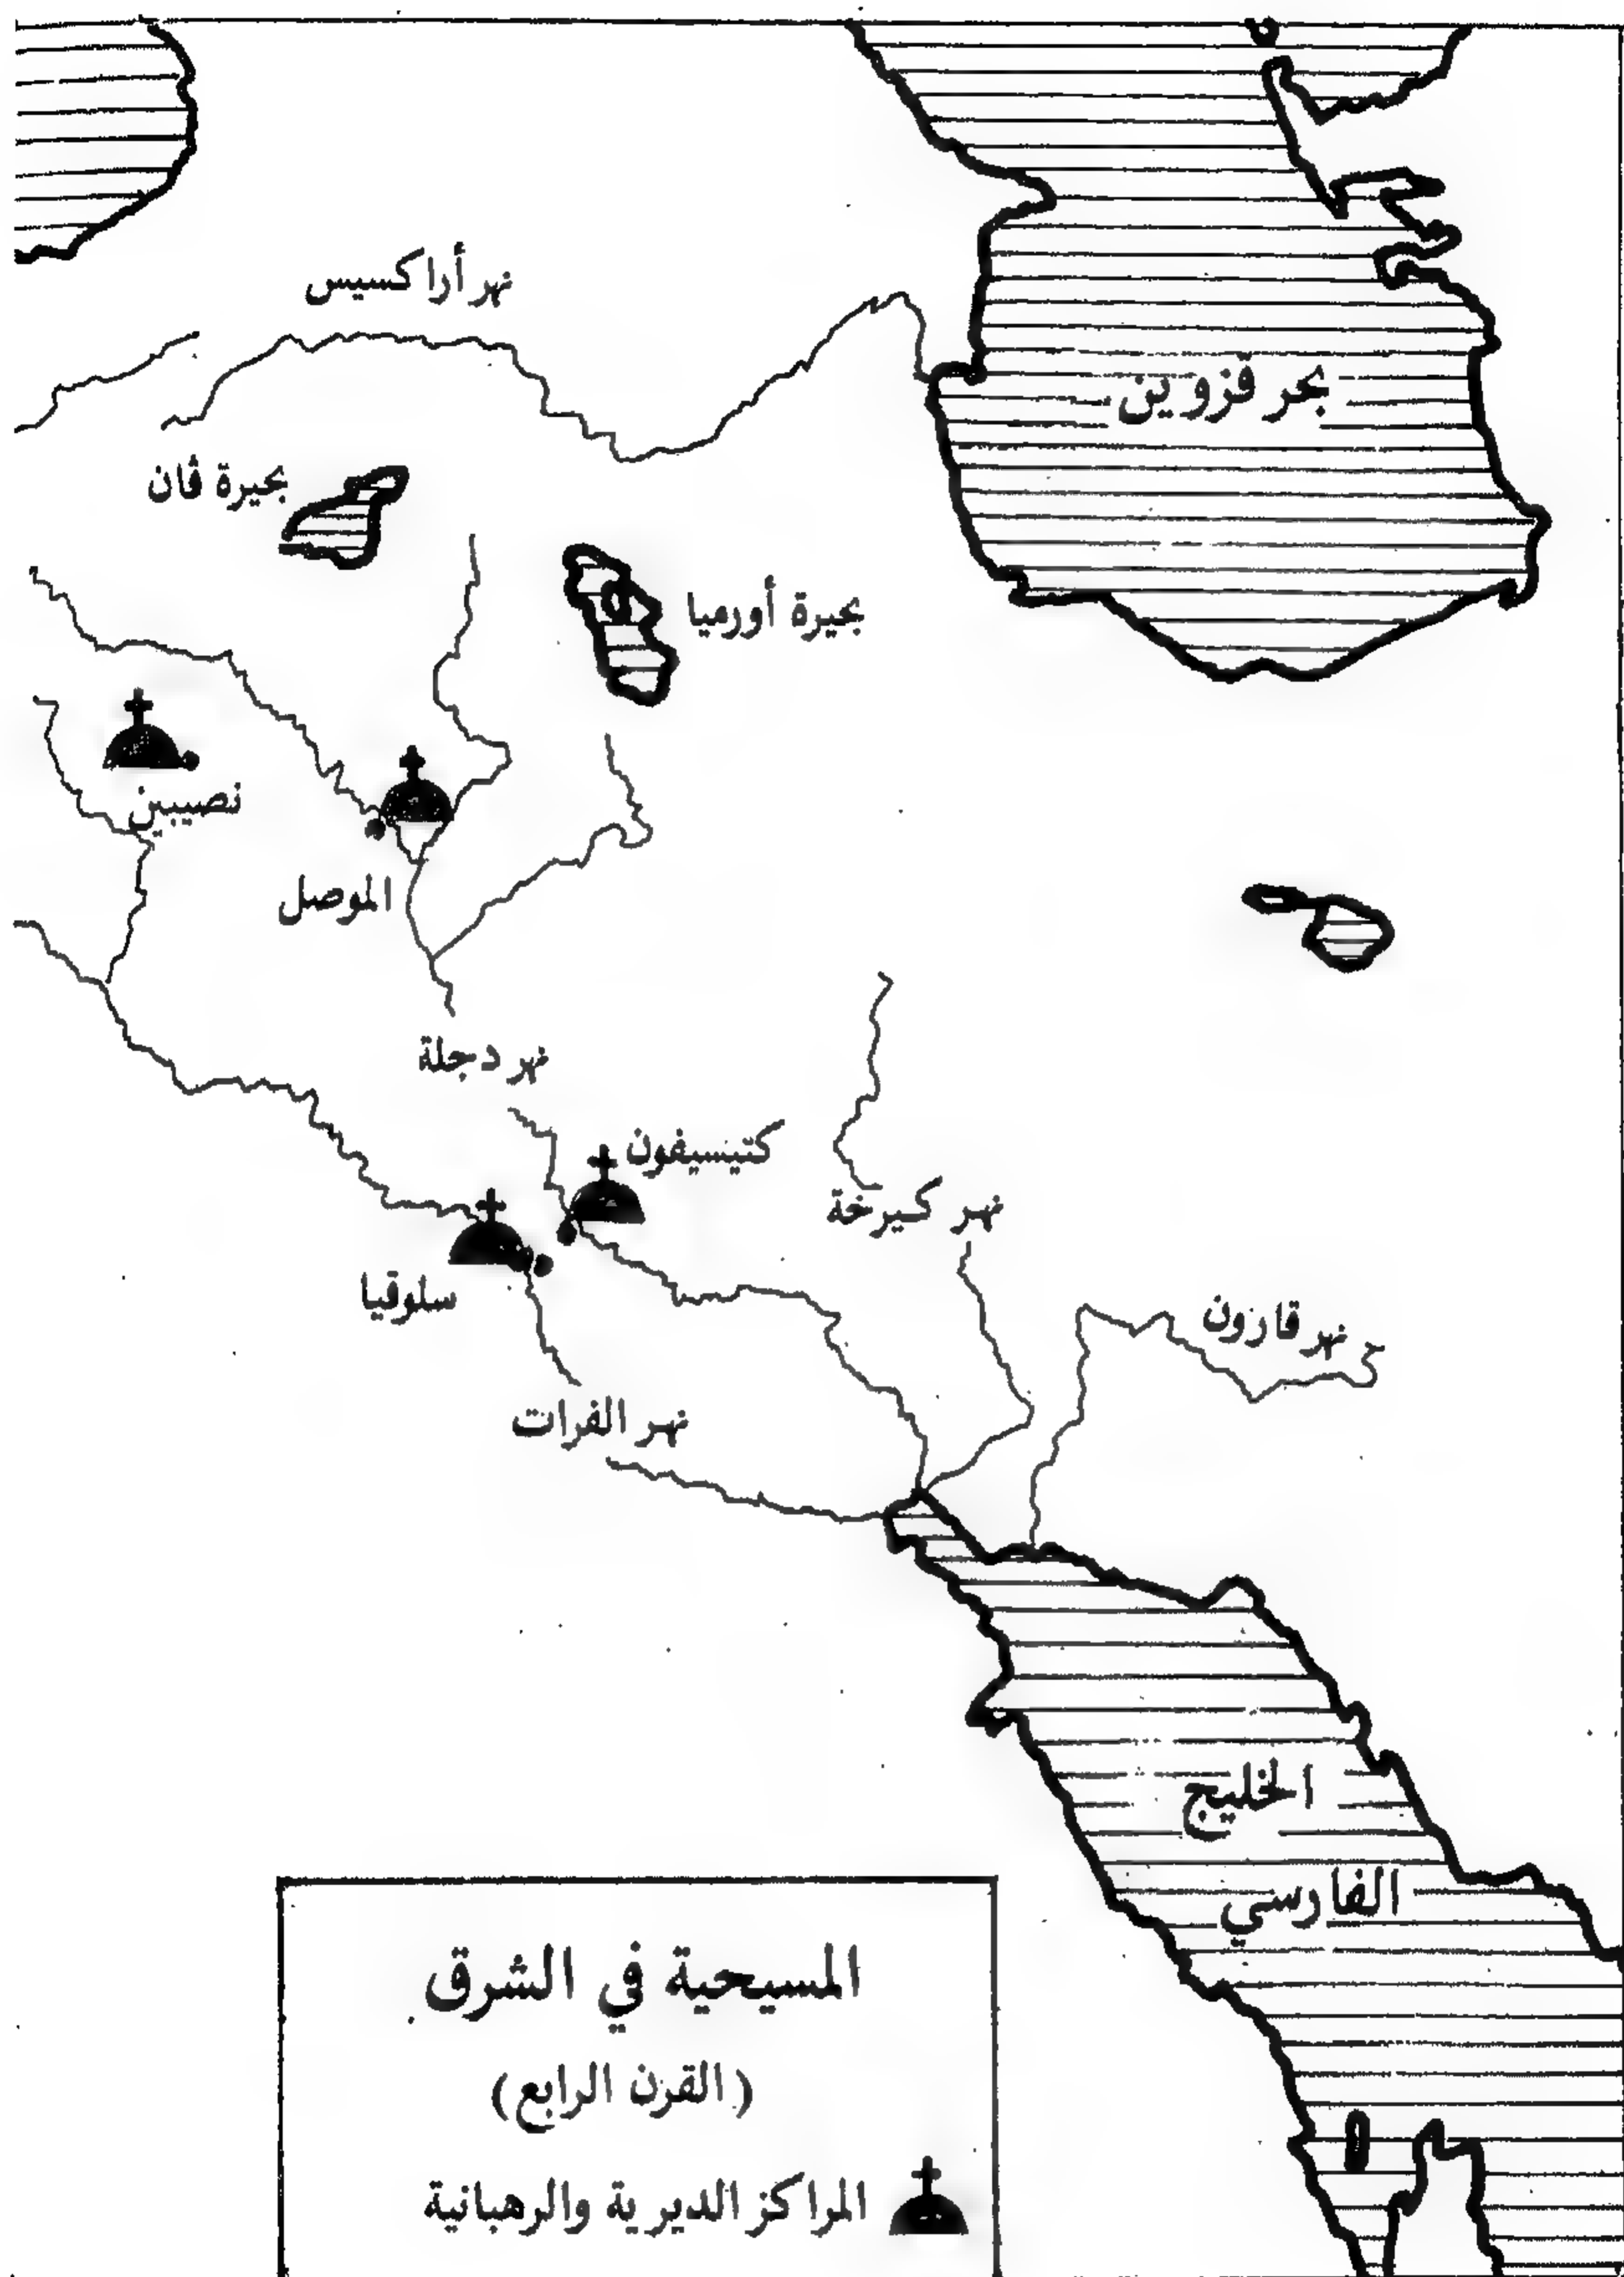 نهر أراكسيس
بحر قزوين
بحيرة ڤان
بحيرة أورميا
نصيبين
الموصل
نهر دجلة
كتيسيفون
نهر كيرخة
سلوقيا
نهر قارون
نهر الفرات
الخليج
الفارسي
المسيحية في الشرق
(القرن الرابع)
المراكز الديرية والرهبانية